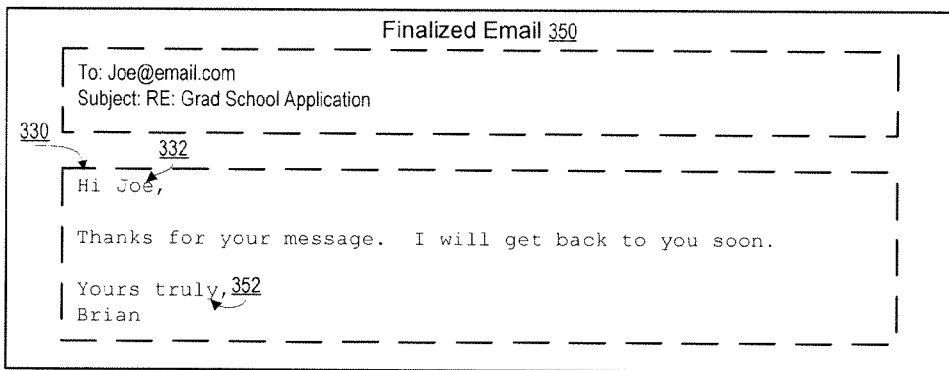 Finalized Email 350
To: Joe@email.com
Subject: RE: Grad School Application
330
332
Hi Joe,
Thanks for your message.  I will get back to you soon.
Yours truly, 352
Brian